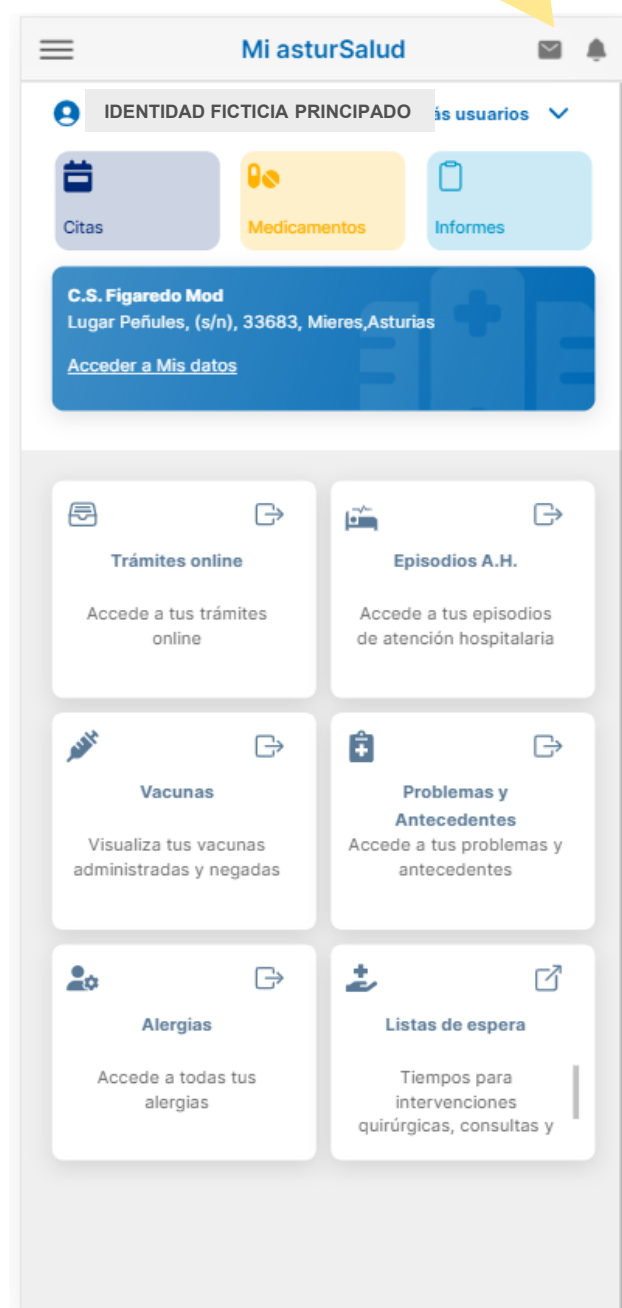 Mi asturSalud
IDENTIDAD FICTICIA PRINCIPADO ás usuarios
Citas
Medicamentos
Informes
C.S. Figaredo Mod
Lugar Peñules, (s/n), 33683, Mieres,Asturias
Acceder a Mis datos
Trámites online
Accede a tus trámites
online
Episodios A.H.
Accede a tus episodios
de atención hospitalaria
Vacunas
Visualiza tus vacunas
administradas y negadas
Problemas y
Antecedentes
Accede a tus problemas y
antecedentes
Alergias
Accede a todas tus
alergias
Listas de espera
Tiempos para
intervenciones
quirúrgicas, consultas y